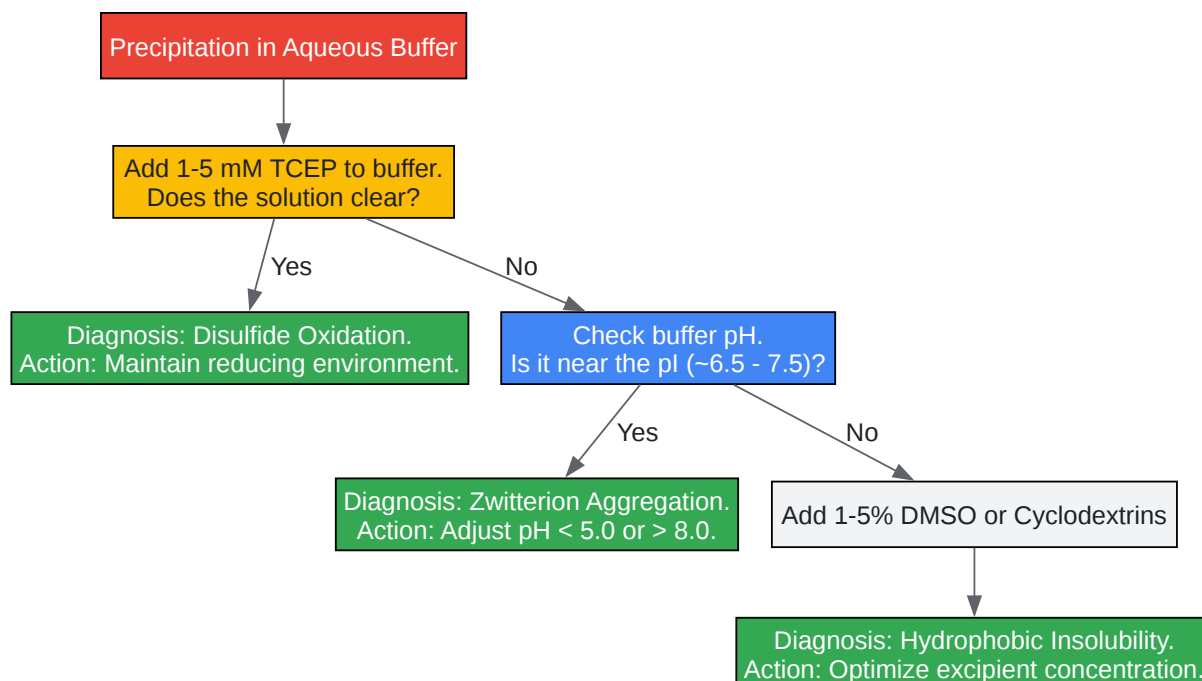 Precipitation in Aqueous Buffer
Add 1-5 mM TCEP to buffer.
Does the solution clear?
Yes
No
Diagnosis: Disulfide Oxidation.
Action: Maintain reducing environment.
Check buffer pH.
Is it near the pI (~6.5 - 7.5)?
Yes
No
Diagnosis: Zwitterion Aggregation.
Action: Adjust pH < 5.0 or > 8.0.
Add 1-5% DMSO or Cyclodextrins
Diagnosis: Hydrophobic Insolubility.
Action: Optimize excipient concentration.